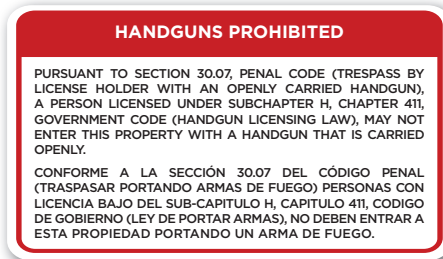 HANDGUNS PROHIBITED
PURSUANT TO SECTION 30.07, PENAL CODE (TRESPASS BY
LICENSE HOLDER WITH AN OPENLY CARRIED HANDGUN),
A PERSON LICENSED UNDER SUBCHAPTER H, CHAPTER 411,
GOVERNMENT CODE (HANDGUN LICENSING LAW), MAY NOT
ENTER THIS PROPERTY WITH A HANDGUN THAT IS CARRIED
OPENLY.
CONFORME A LA SECCIÓN 30.07 DEL CÓDIGO PENAL
(TRASPASAR PORTANDO ARMAS DE FUEGO) PERSONAS CON
LICENCIA BAJO DEL SUB-CAPITULO H, CAPITULO 411, CODIGO
DE GOBIERNO (LEY DE PORTAR ARMAS), NO DEBEN ENTRAR A
ESTA PROPIEDAD PORTANDO UN ARMA DE FUEGO.